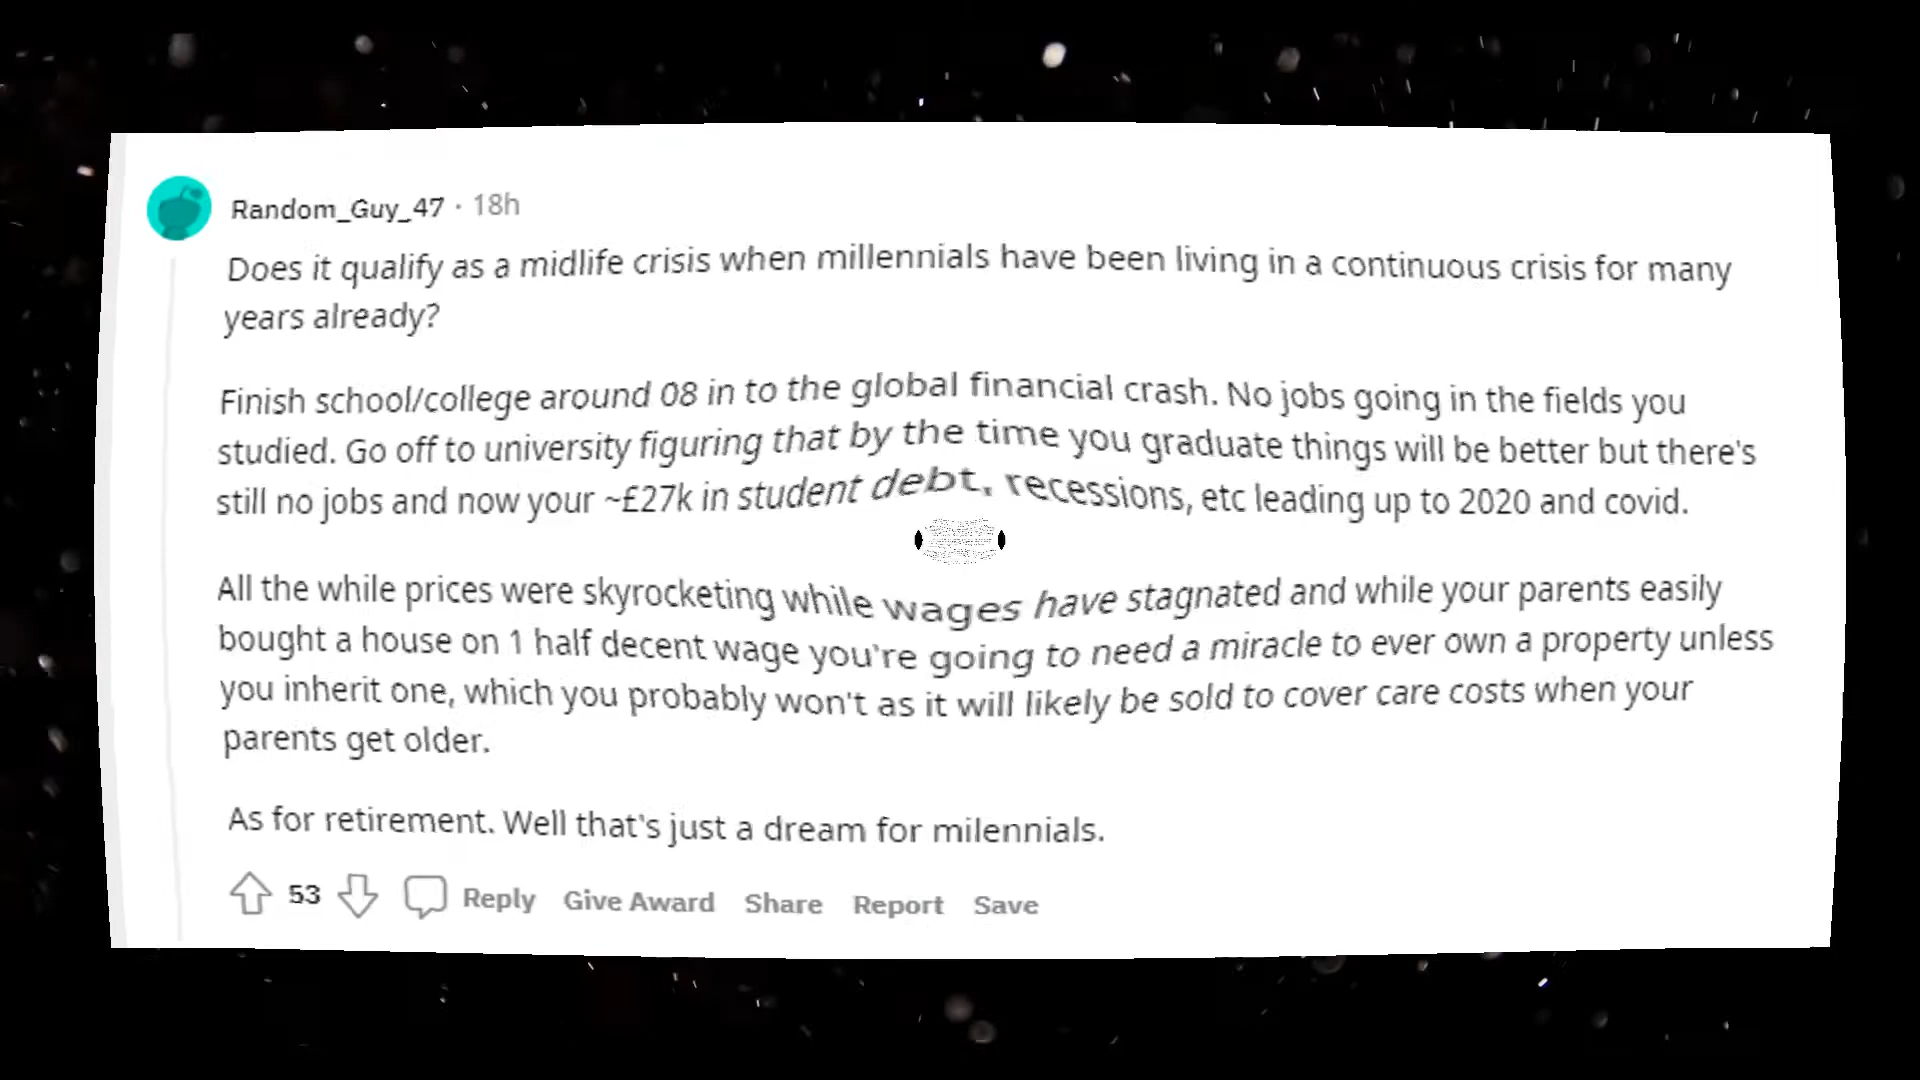 Random_Guy_47 · 18h
Does it qualify as a midlife crisis when millennials have been living in a continuous crisis for many
years already?
Finish school/college around 08 in to the global financial crash. No jobs going in the fields you
studied. Go off to university figuring that by the time you graduate things will be better but there's
still no jobs and now your ~£27k in student debt, recessions, etc leading up to 2020 and covid.
All the while prices were skyrocketing while wages have stagnated and while your parents easily
bought a house on 1 half decent wage you're going to need a miracle to ever own a property unless
you inherit one, which you probably won't as it will likely be sold to cover care costs when your
parents get older.
As for retirement. Well that's just a dream for milennials.
53 Reply Give Award Share Report Save